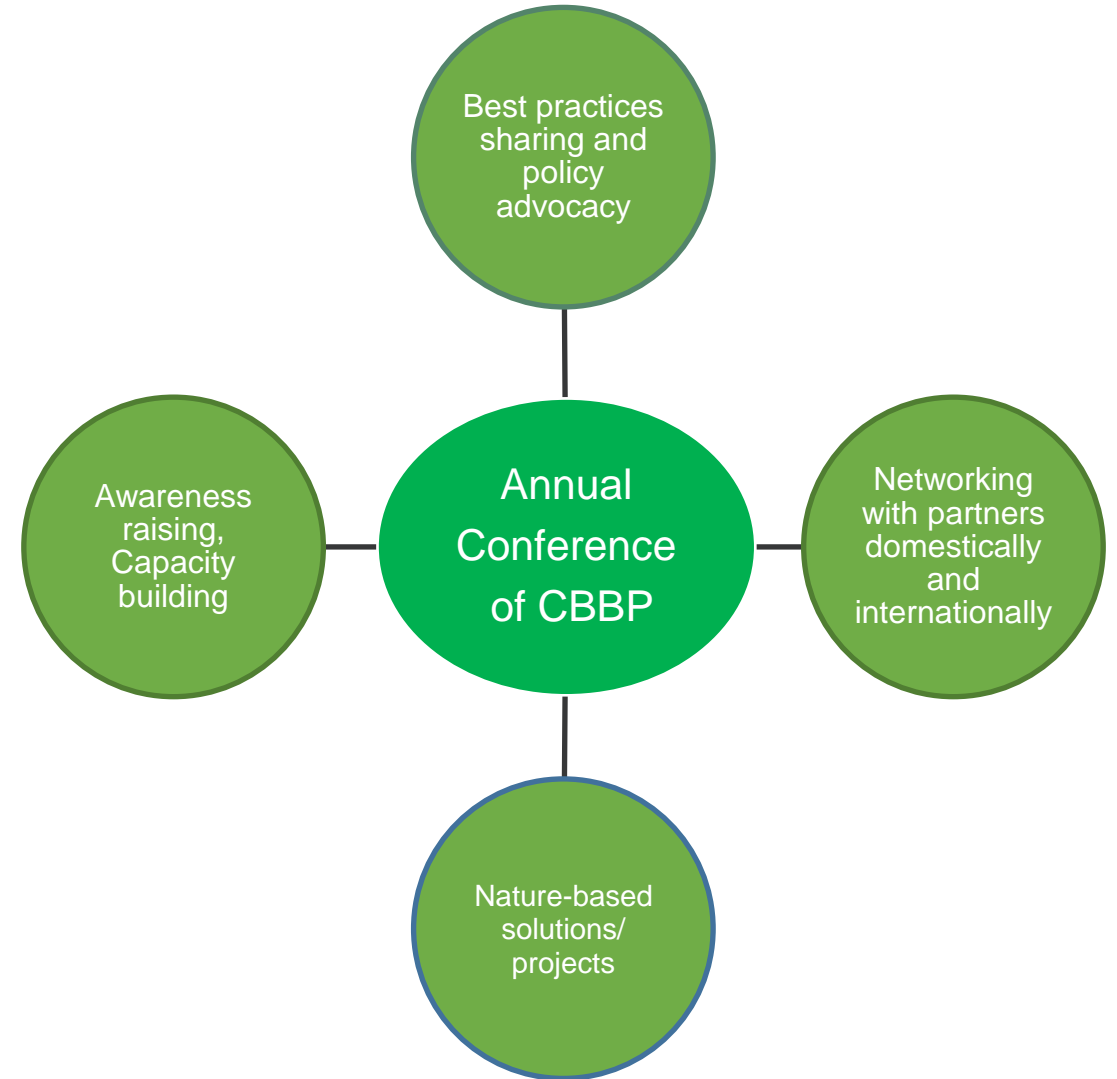 Best practices
sharing and
policy
advocacy
Awareness
raising,
Capacity
building
Annual
Conference
of CBBP
Networking
with partners
domestically
and
internationally
Nature-based
solutions/
projects